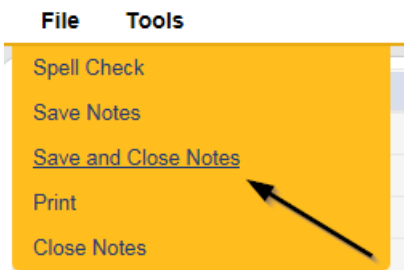 File Tools
Spell Check
Save Notes
Save and Close Notes
Print
Close Notes